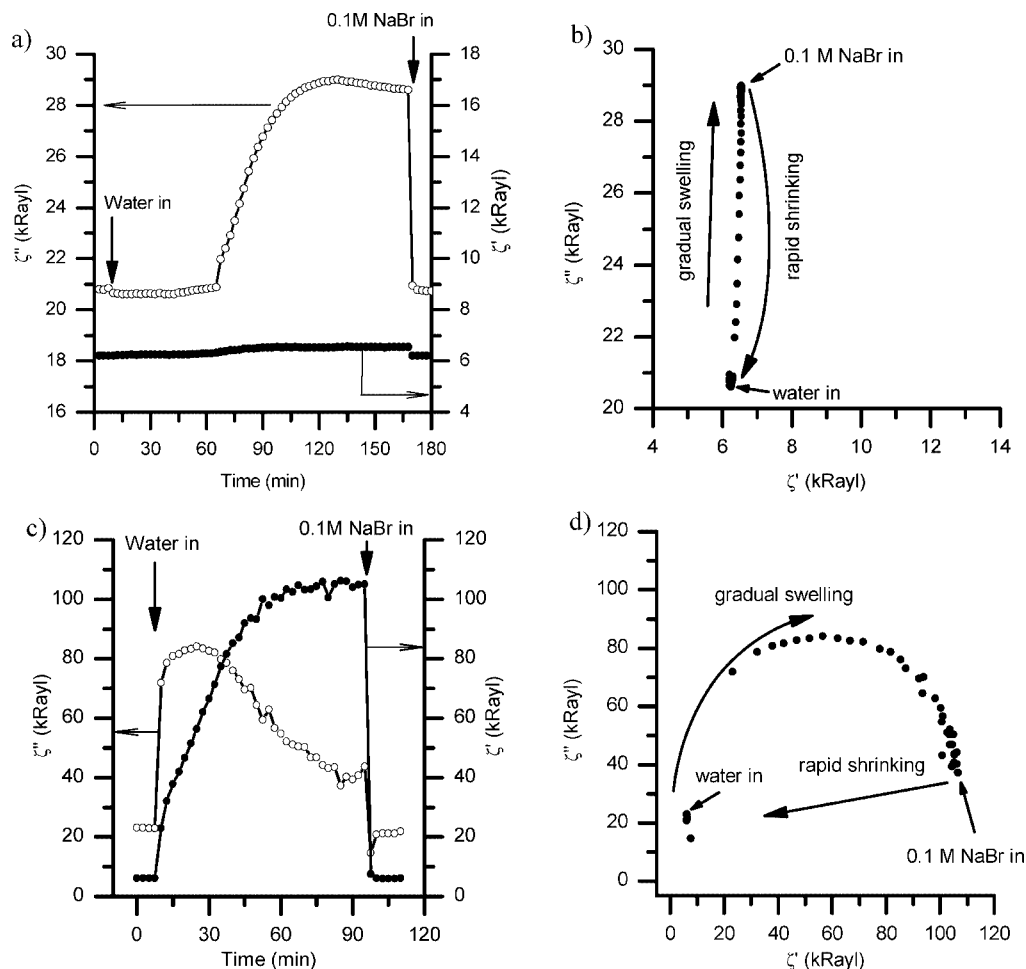 a)
0.1M NaBr in
30
28
26
24
22
20
18
16
18
16
14
12
10
8
6
4
ζ" (kRayl)
ζ' (kRayl)
Water in
0 30 60 90 120 150 180
Time (min)
b)
30
28
26
24
22
20
ζ" (kRayl)
0.1 M NaBr in
gradual swelling
rapid shrinking
water in
4 6 8 10 12 14
ζ' (kRayl)
c)
Water in
0.1M NaBr in
120
100
80
60
40
20
0
120
100
80
60
40
20
0
ζ" (kRayl)
ζ' (kRayl)
0 30 60 90 120
Time (min)
d)
120
100
80
60
40
20
0
ζ" (kRayl)
gradual swelling
water in
rapid shrinking
0.1 M NaBr in
0 20 40 60 80 100 120
ζ' (kRayl)